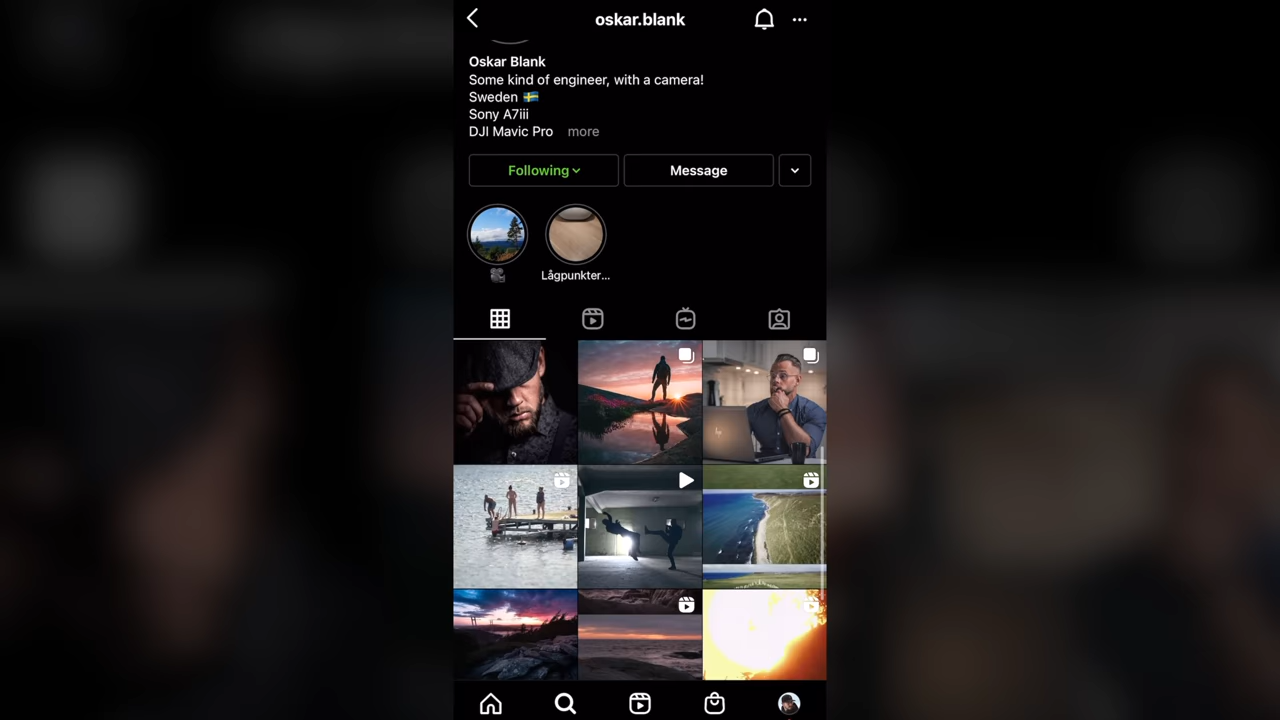 oskar.blank
Oskar Blank
Some kind of engineer, with a camera!
Sweden 🇸🇪
Sony A7iii
DJI Mavic Pro more
Following Message
Lågpunkter...